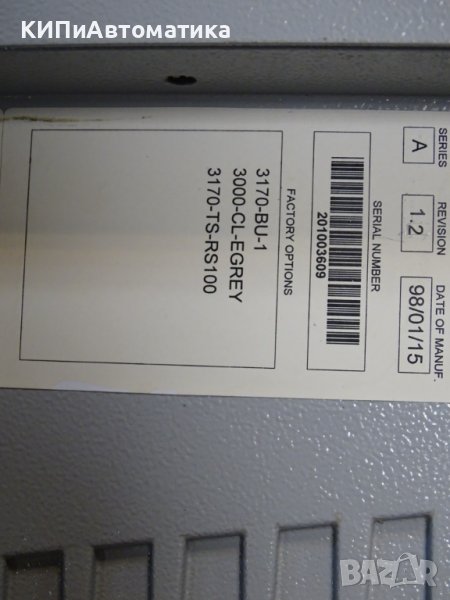 КИПиАвтоматика
SERIES
REVISION
DATE OF MANUF.
A
1.2
98/01/15
SERIAL NUMBER
201003609
FACTORY OPTIONS
3170-BU-1
3000-CL-EGREY
3170-TS-RS100
BAZAR